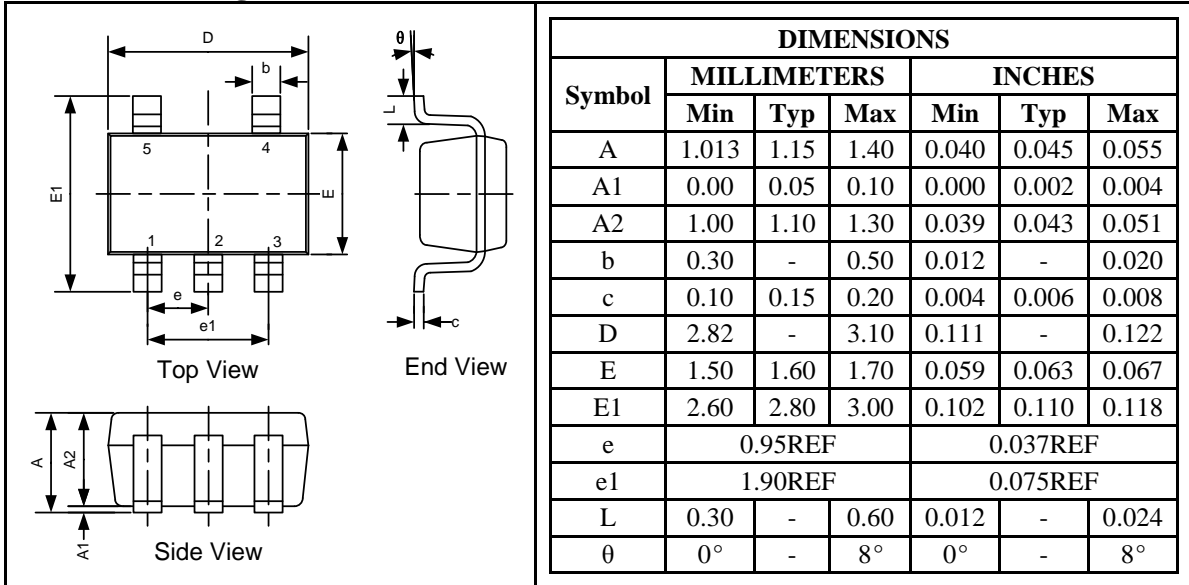 D
θ
b
L
5 4
E1
E
1 2 3
e
e1
c
Top View
End View
A
A2
A1
Side View
DIMENSIONS
Symbol MILLIMETERS INCHES
Min Typ Max Min Typ Max
A 1.013 1.15 1.40 0.040 0.045 0.055
A1 0.00 0.05 0.10 0.000 0.002 0.004
A2 1.00 1.10 1.30 0.039 0.043 0.051
b 0.30 - 0.50 0.012 - 0.020
c 0.10 0.15 0.20 0.004 0.006 0.008
D 2.82 - 3.10 0.111 - 0.122
E 1.50 1.60 1.70 0.059 0.063 0.067
E1 2.60 2.80 3.00 0.102 0.110 0.118
e 0.95REF 0.037REF
e1 1.90REF 0.075REF
L 0.30 - 0.60 0.012 - 0.024
θ 0° - 8° 0° - 8°